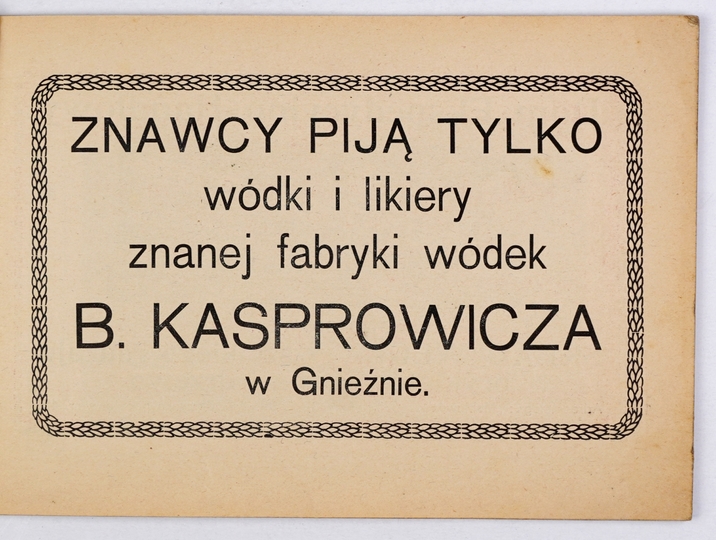 ZNAWCY PIJĄ TYLKO
wódki i likiery
znanej fabryki wódek
B. KASPROWICZA
w Gnieźnie.